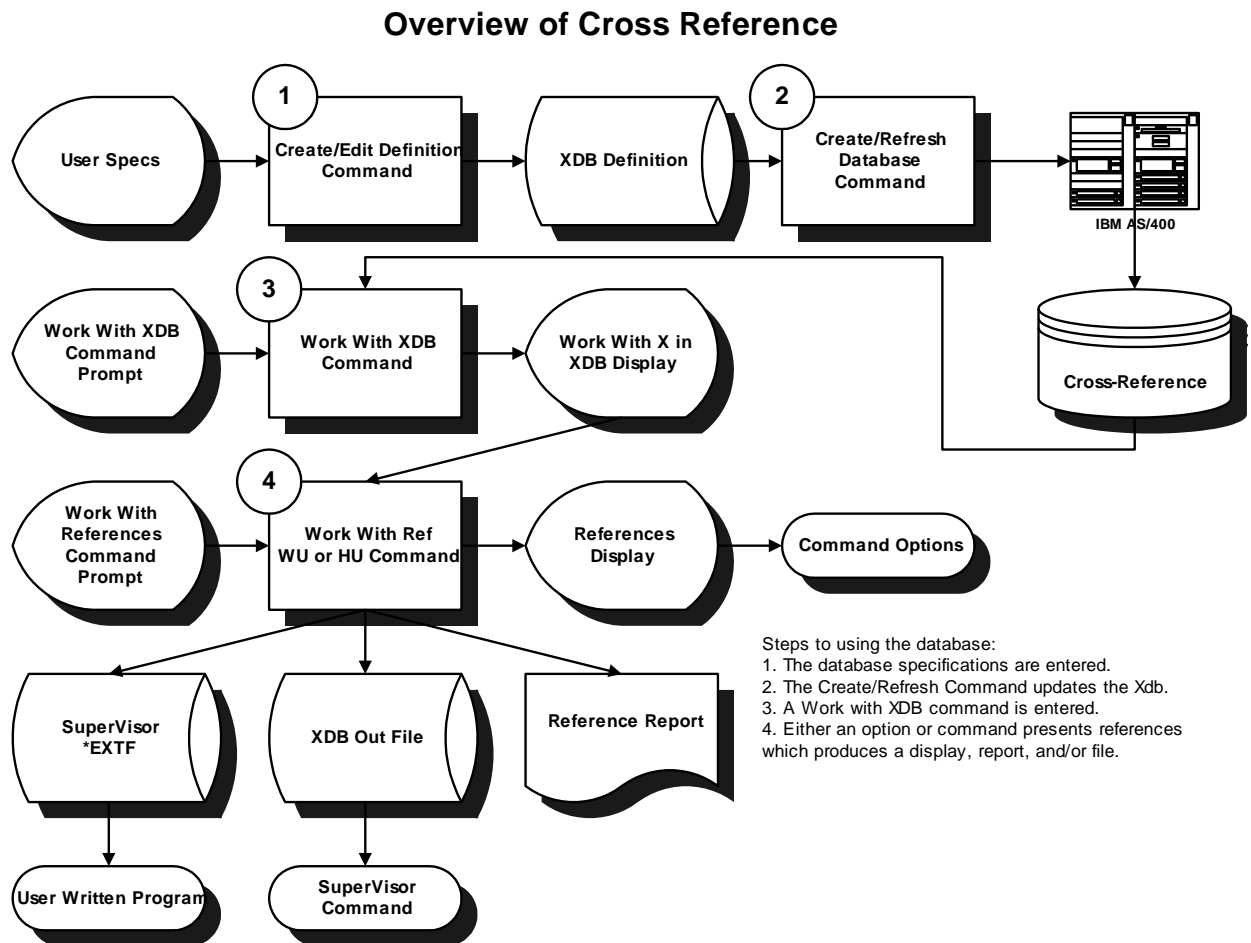 Overview of Cross Reference
1
2
User Specs
Create/Edit Definition
Command
XDB Definition
Create/Refresh
Database
Command
IBM AS/400
3
Work With XDB
Command
Prompt
Work With XDB
Command
Work With X in
XDB Display
Cross-Reference
4
Work With
References
Command
Prompt
Work With Ref
WU or HU Command
References
Display
Command Options
Steps to using the database:
1. The database specifications are entered.
2. The Create/Refresh Command updates the Xdb.
3. A Work with XDB command is entered.
4. Either an option or command presents references
which produces a display, report, and/or file.
SuperVisor
*EXTF
XDB Out File
Reference Report
User Written Program
SuperVisor
Command